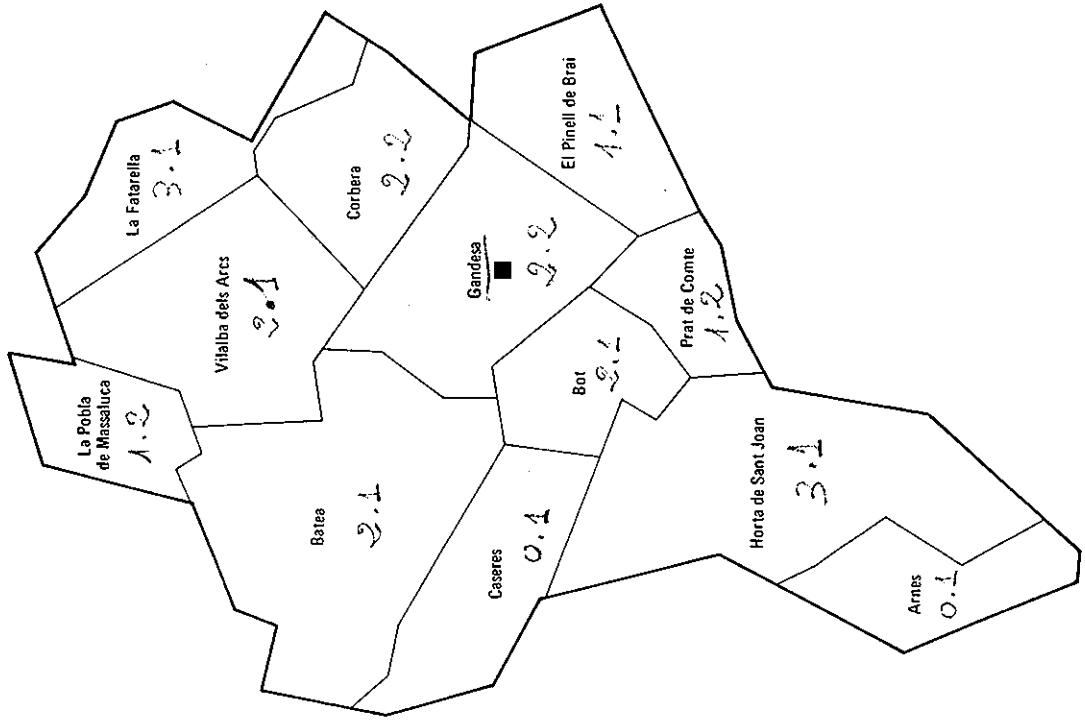 La Pobla
de Massaluca
1.2
La Fatarella
3.1
Vilalba dels Arcs
2.1
Corbera
2.2
Batea
2.1
Gandesa
2.2
El Pinell de Brai
1.1
Caseres
0.1
Bot
2.1
Prat de Comte
1.2
Horta de Sant Joan
3.1
Arnes
0.1